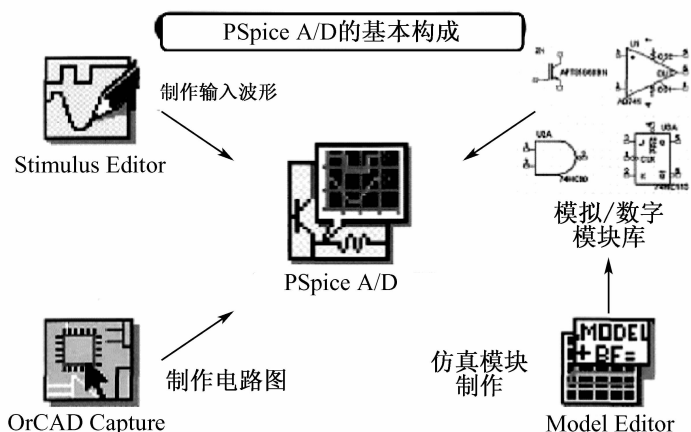 PSpice A/D的基本构成
制作输入波形
Stimulus Editor
模拟/数字
模块库
PSpice A/D
制作电路图
仿真模块
制作
MODEL
+BF=
OrCAD Capture
Model Editor